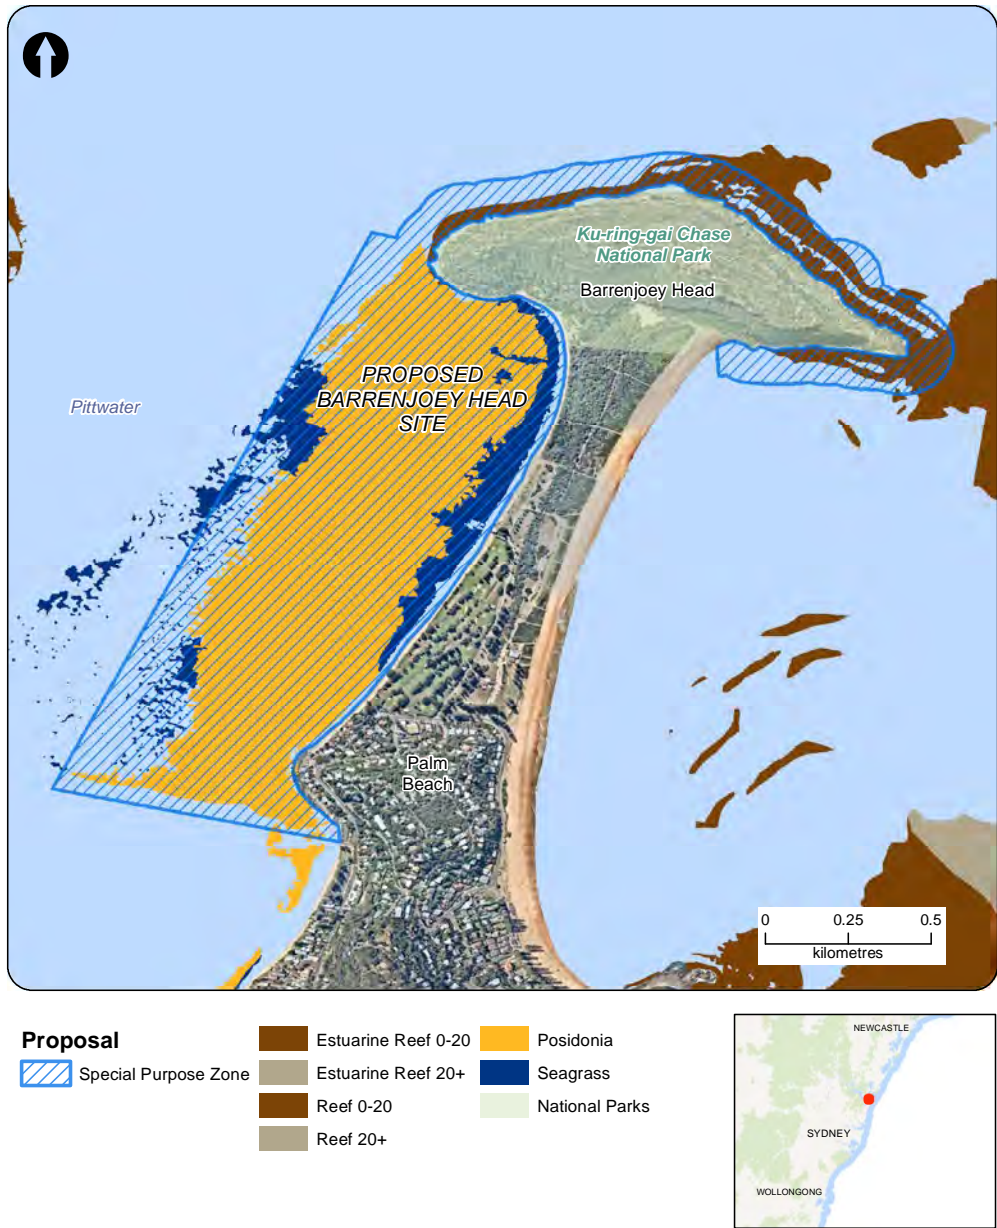 Ku-ring-gai Chase
National Park
Barrenjoey Head
PROPOSED
BARRENJOEY HEAD
SITE
Pittwater
Palm
Beach
0 0.25 0.5
kilometres
Proposal
Special Purpose Zone
Estuarine Reef 0-20
Estuarine Reef 20+
Reef 0-20
Reef 20+
Posidonia
Seagrass
National Parks
NEWCASTLE
SYDNEY
WOLLONGONG